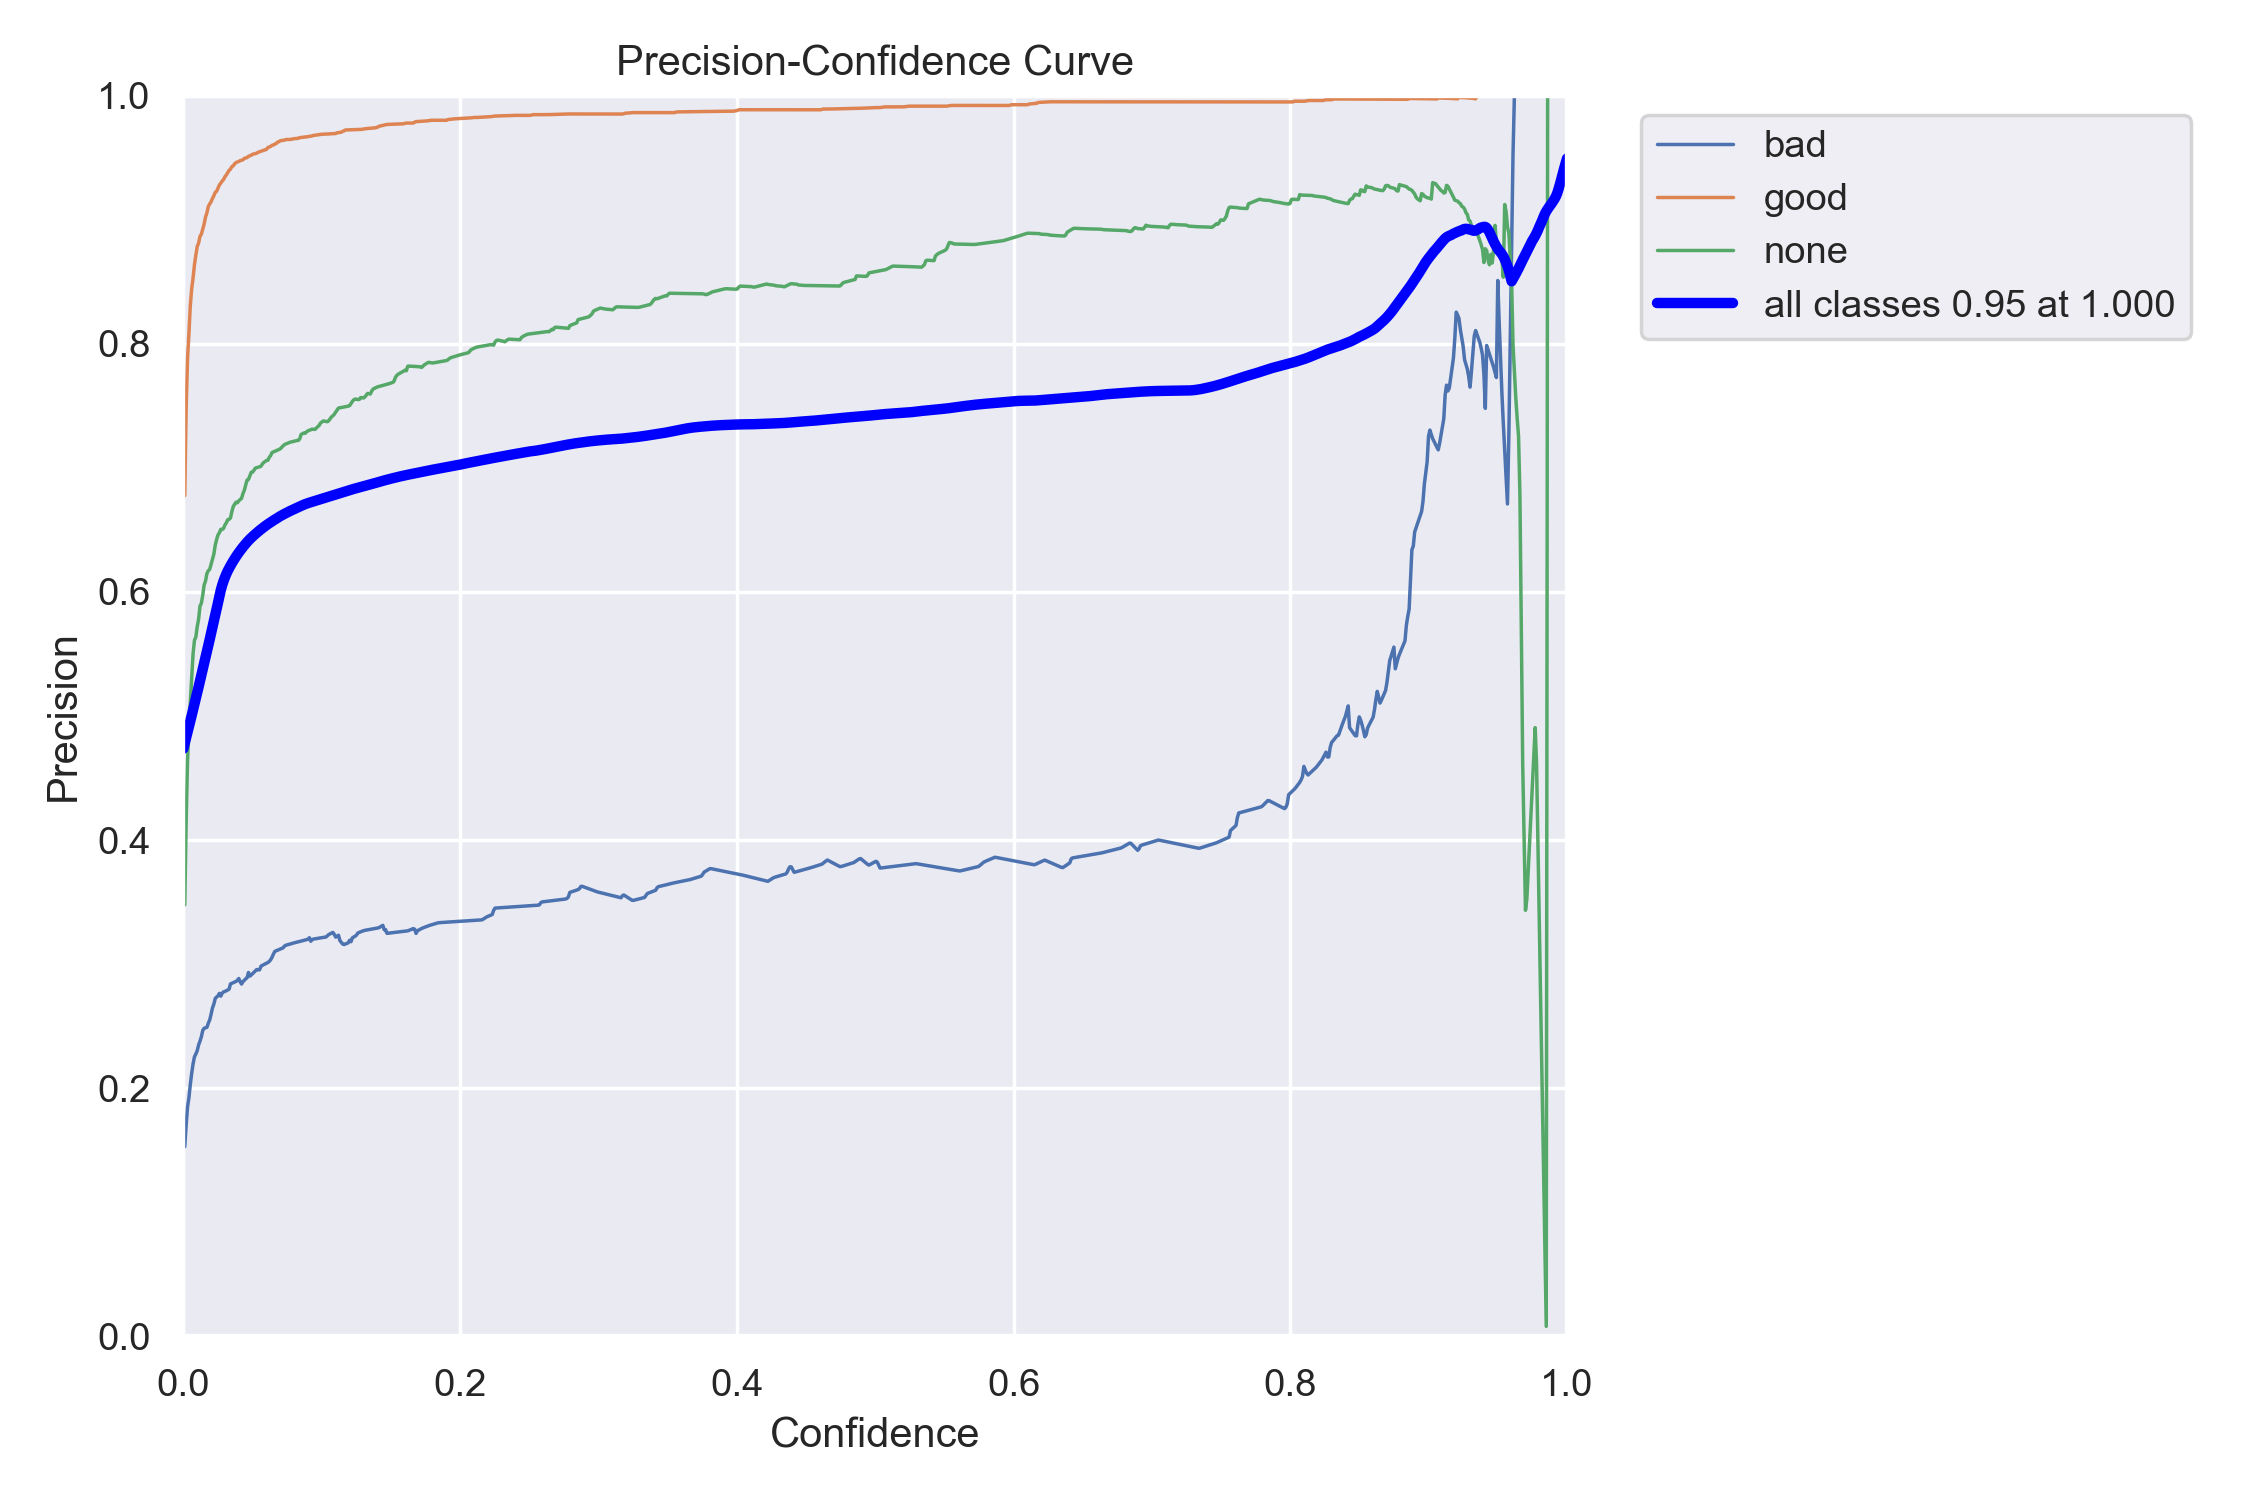 Precision-Confidence Curve
1.0
0.8
0.6
0.4
0.2
0.0
Precision
0.0 0.2 0.4 0.6 0.8 1.0
Confidence
bad
good
none
all classes 0.95 at 1.000